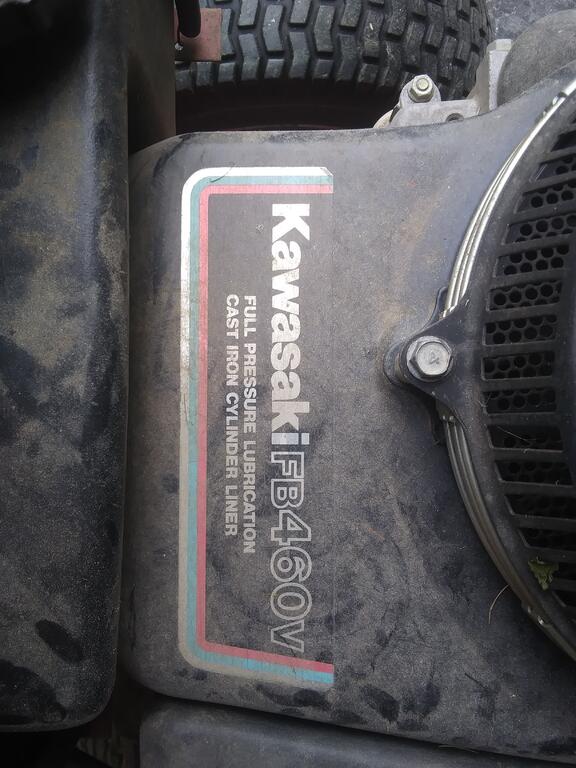 Kawasaki FB460V
FULL PRESSURE LUBRICATION
CAST IRON CYLINDER LINER